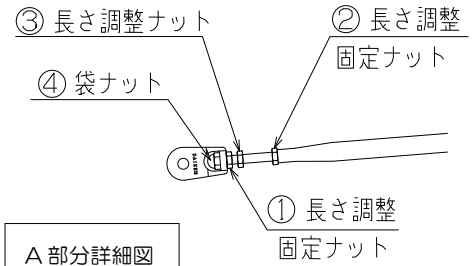 ③ 長さ調整ナット
② 長さ調整
固定ナット
④ 袋ナット
① 長さ調整
固定ナット
A 部分詳細図